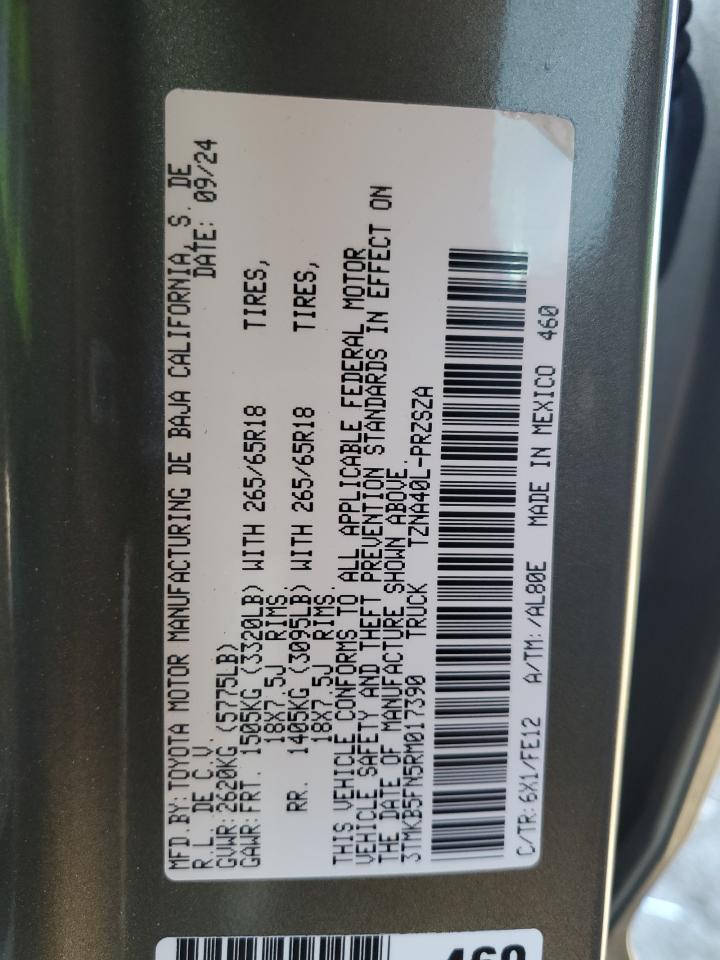 MFD.BY:TOYOTA MOTOR MANUFACTURING DE BAJA CALIFORNIA, S. DE
R.L. DE C.V. DATE: 09/24
GVWR:2620KG (5775LB)
GAWR:FRT. 1505KG (3320LB) WITH 265/65R18 TIRES,
18X7.5J RIMS
RR. 1405KG (3095LB) WITH 265/65R18 TIRES,
18X7.5J RIMS.
THIS VEHICLE CONFORMS TO ALL APPLICABLE FEDERAL MOTOR
VEHICLE SAFETY AND THEFT PREVENTION STANDARDS IN EFFECT ON
THE DATE OF MANUFACTURE SHOWN ABOVE.
3TMKB5FN5RM017390 TRUCK TZNA40L-PRZSZA
C/TR:6X1/FE12 A/TM:/AL80E MADE IN MEXICO 460
460